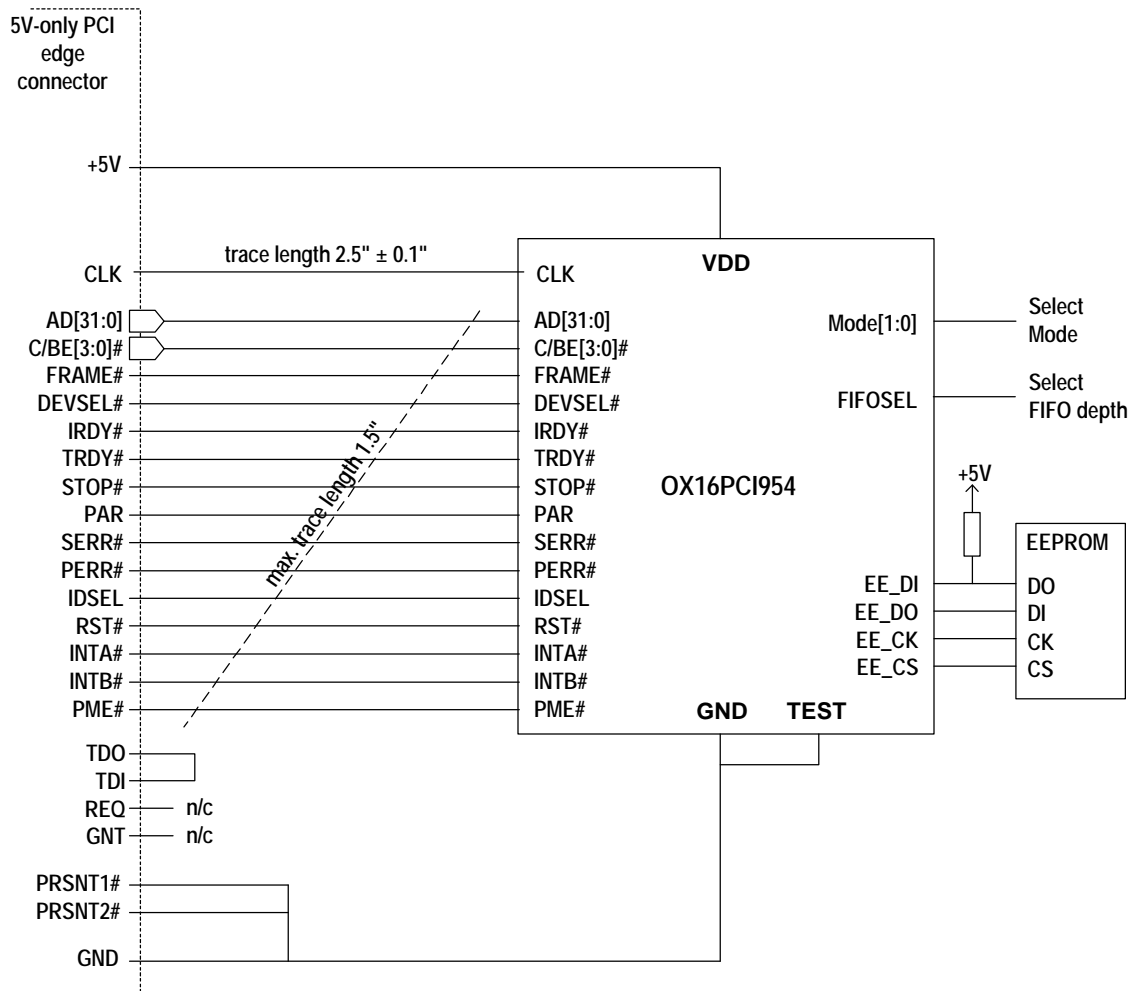 5V-only PCI
edge
connector
+5V
CLK
trace length 2.5" ± 0.1"
CLK
VDD
AD[31:0]
C/BE[3:0]#
FRAME#
DEVSEL#
IRDY#
TRDY#
STOP#
PAR
SERR#
PERR#
IDSEL
RST#
INTA#
INTB#
PME#
max. trace length 1.5"
AD[31:0]
C/BE[3:0]#
FRAME#
DEVSEL#
IRDY#
TRDY#
STOP#
PAR
SERR#
PERR#
IDSEL
RST#
INTA#
INTB#
PME#
OX16PCI954
Mode[1:0]
Select
Mode
FIFOSEL
Select
FIFO depth
+5V
EEPROM
EE_DI
DO
EE_DO
DI
EE_CK
CK
EE_CS
CS
GND
TEST
TDO
TDI
REQ
n/c
GNT
n/c
PRSNT1#
PRSNT2#
GND